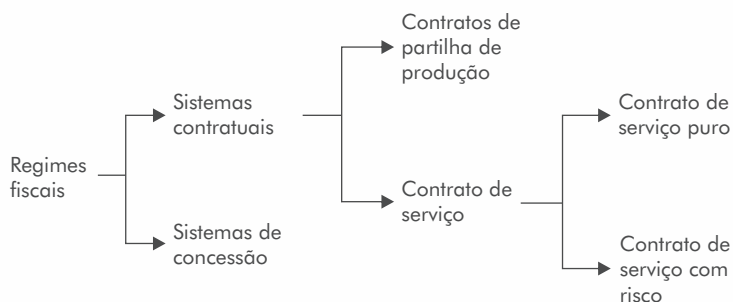 Regimes
fiscais
Sistemas
contratuais
Sistemas de
concessão
Contratos de
partilha de
produção
Contrato de
serviço
Contrato de
serviço puro
Contrato de
serviço com
risco